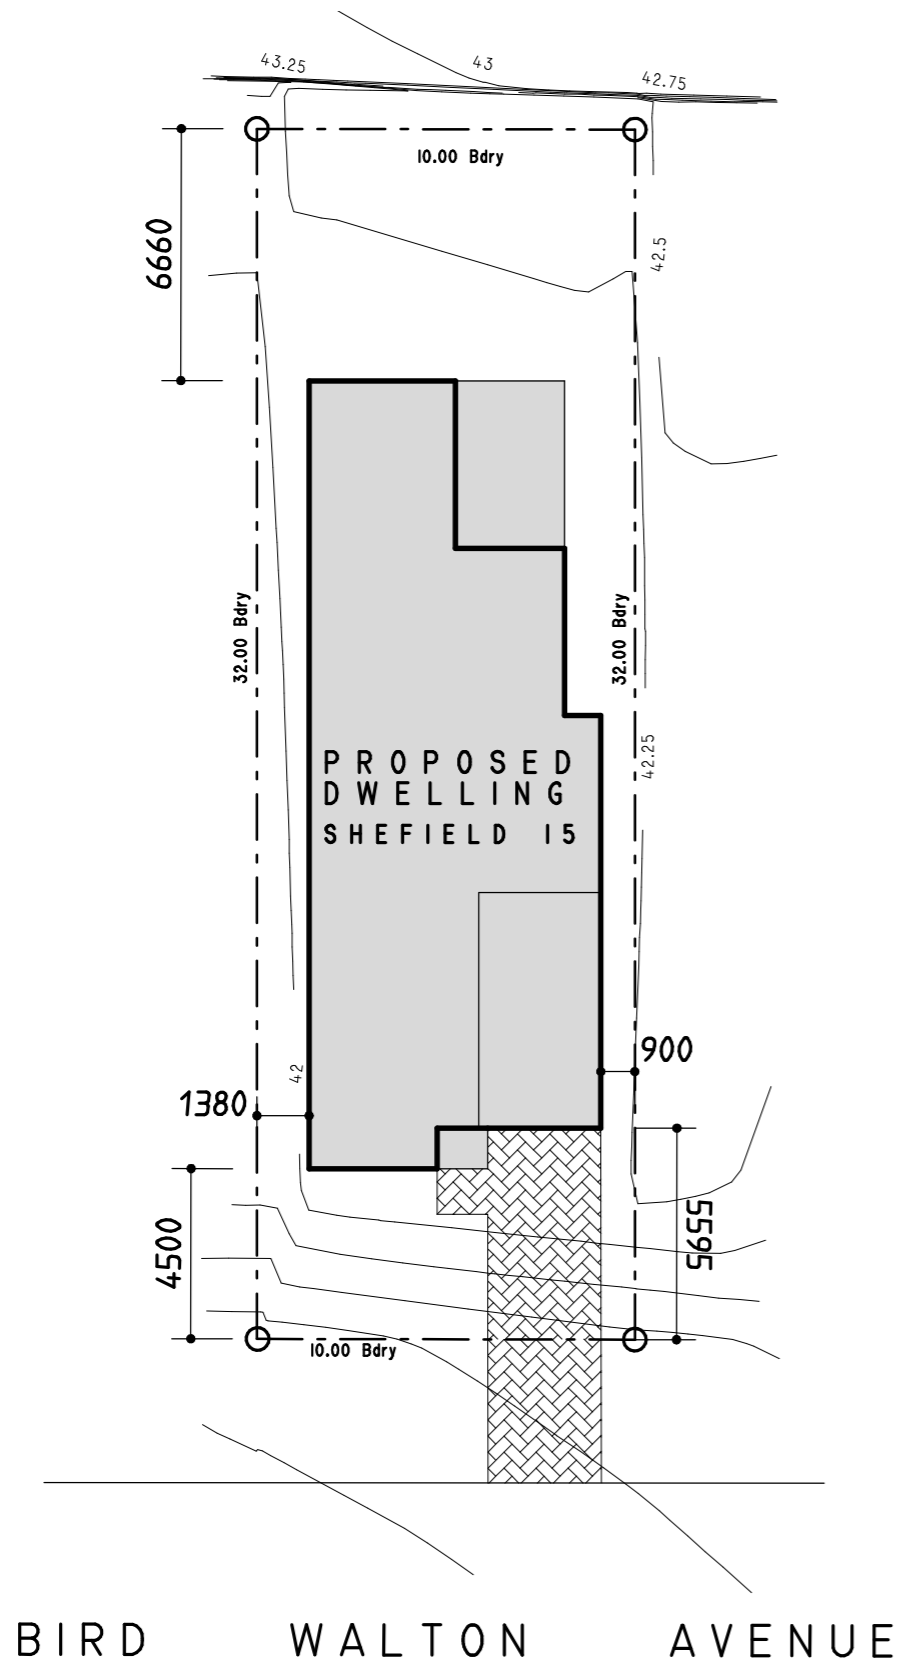 43.25
43
42.75
10.00 Bdry
42.5
6660
32.00 Bdry
32.00 Bdry
42.25
PROPOSED
DWELLING
SHEFIELD 15
900
42
1380
5595
4500
10.00 Bdry
BIRD WALTON AVENUE